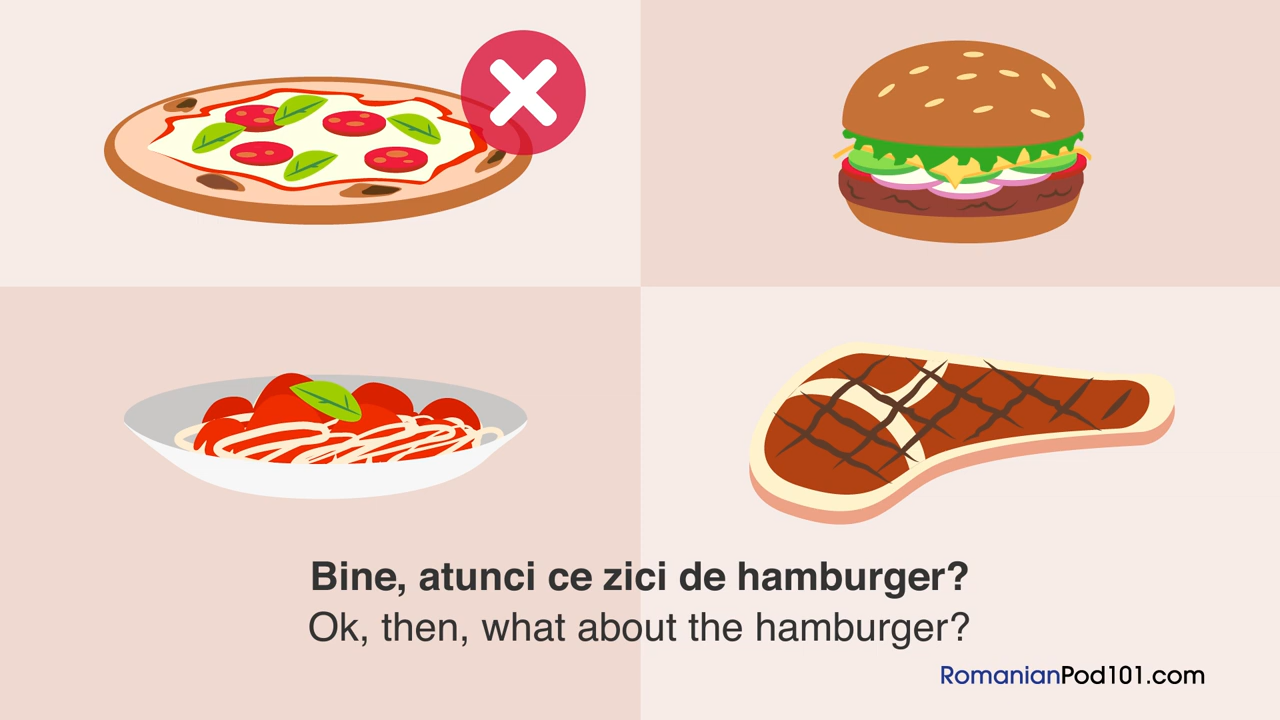 Bine, atunci ce zici de hamburger?
Ok, then, what about the hamburger?
RomanianPod101.com